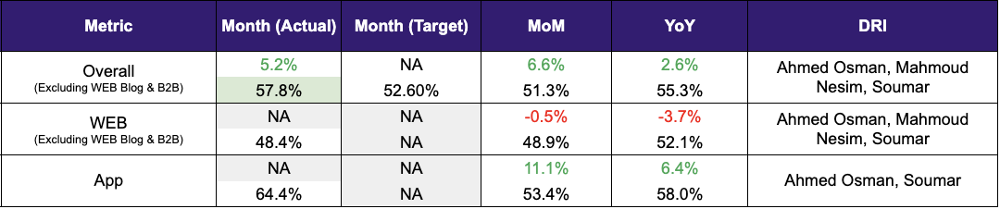 Metric Month (Actual) Month (Target) MoM YoY DRI
Overall
(Excluding WEB Blog & B2B)
5.2% NA 6.6% 2.6%
57.8% 52.60% 51.3% 55.3%
Ahmed Osman, Mahmoud
Nesim, Soumar
WEB
(Excluding WEB Blog & B2B)
NA NA -0.5% -3.7%
48.4% NA 48.9% 52.1%
Ahmed Osman, Mahmoud
Nesim, Soumar
App
NA NA 11.1% 6.4%
64.4% NA 53.4% 58.0%
Ahmed Osman, Soumar